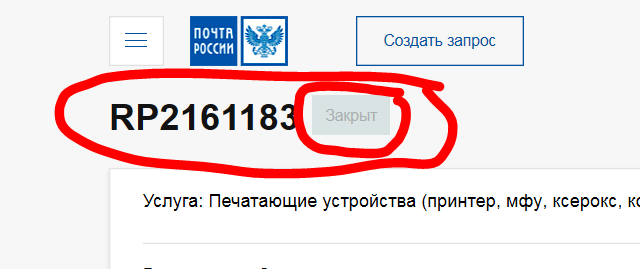 ПОЧТА
РОССИИ
Создать запрос
RP2161183 Закрыт
Услуга: Печатающие устройства (принтер, мфу, ксерокс,